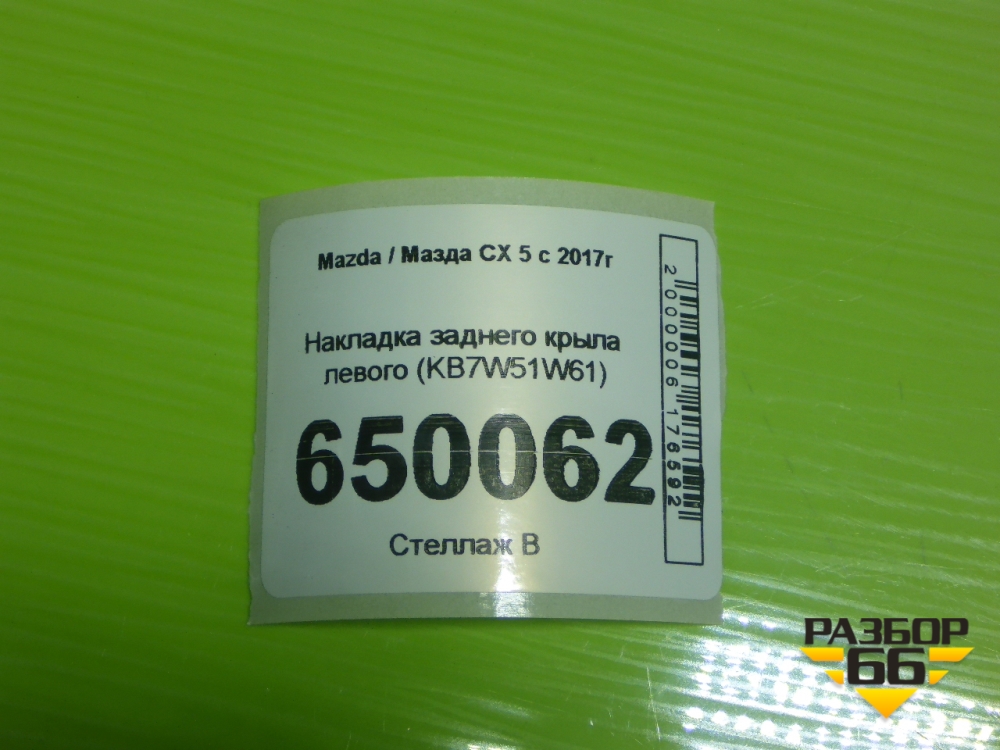 Mazda / Мазда CX 5 с 2017г
Накладка заднего крыла
левого (KB7W51W61)
650062
Стеллаж В
2000006176592
РАЗБОР
66